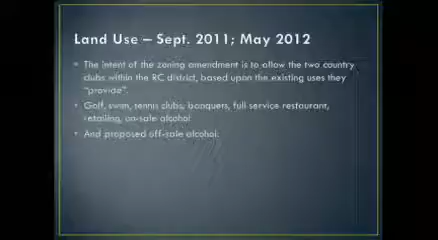 Land Use – Sept. 2011; May 2012
The intent of the zoning amendment is to allow the two country
clubs within the RC district, based upon the existing uses they
“provide”.
Golf, swim, tennis clubs, banquets, full service restaurant,
retailing, on-sale alcohol
And proposed off-sale alcohol.